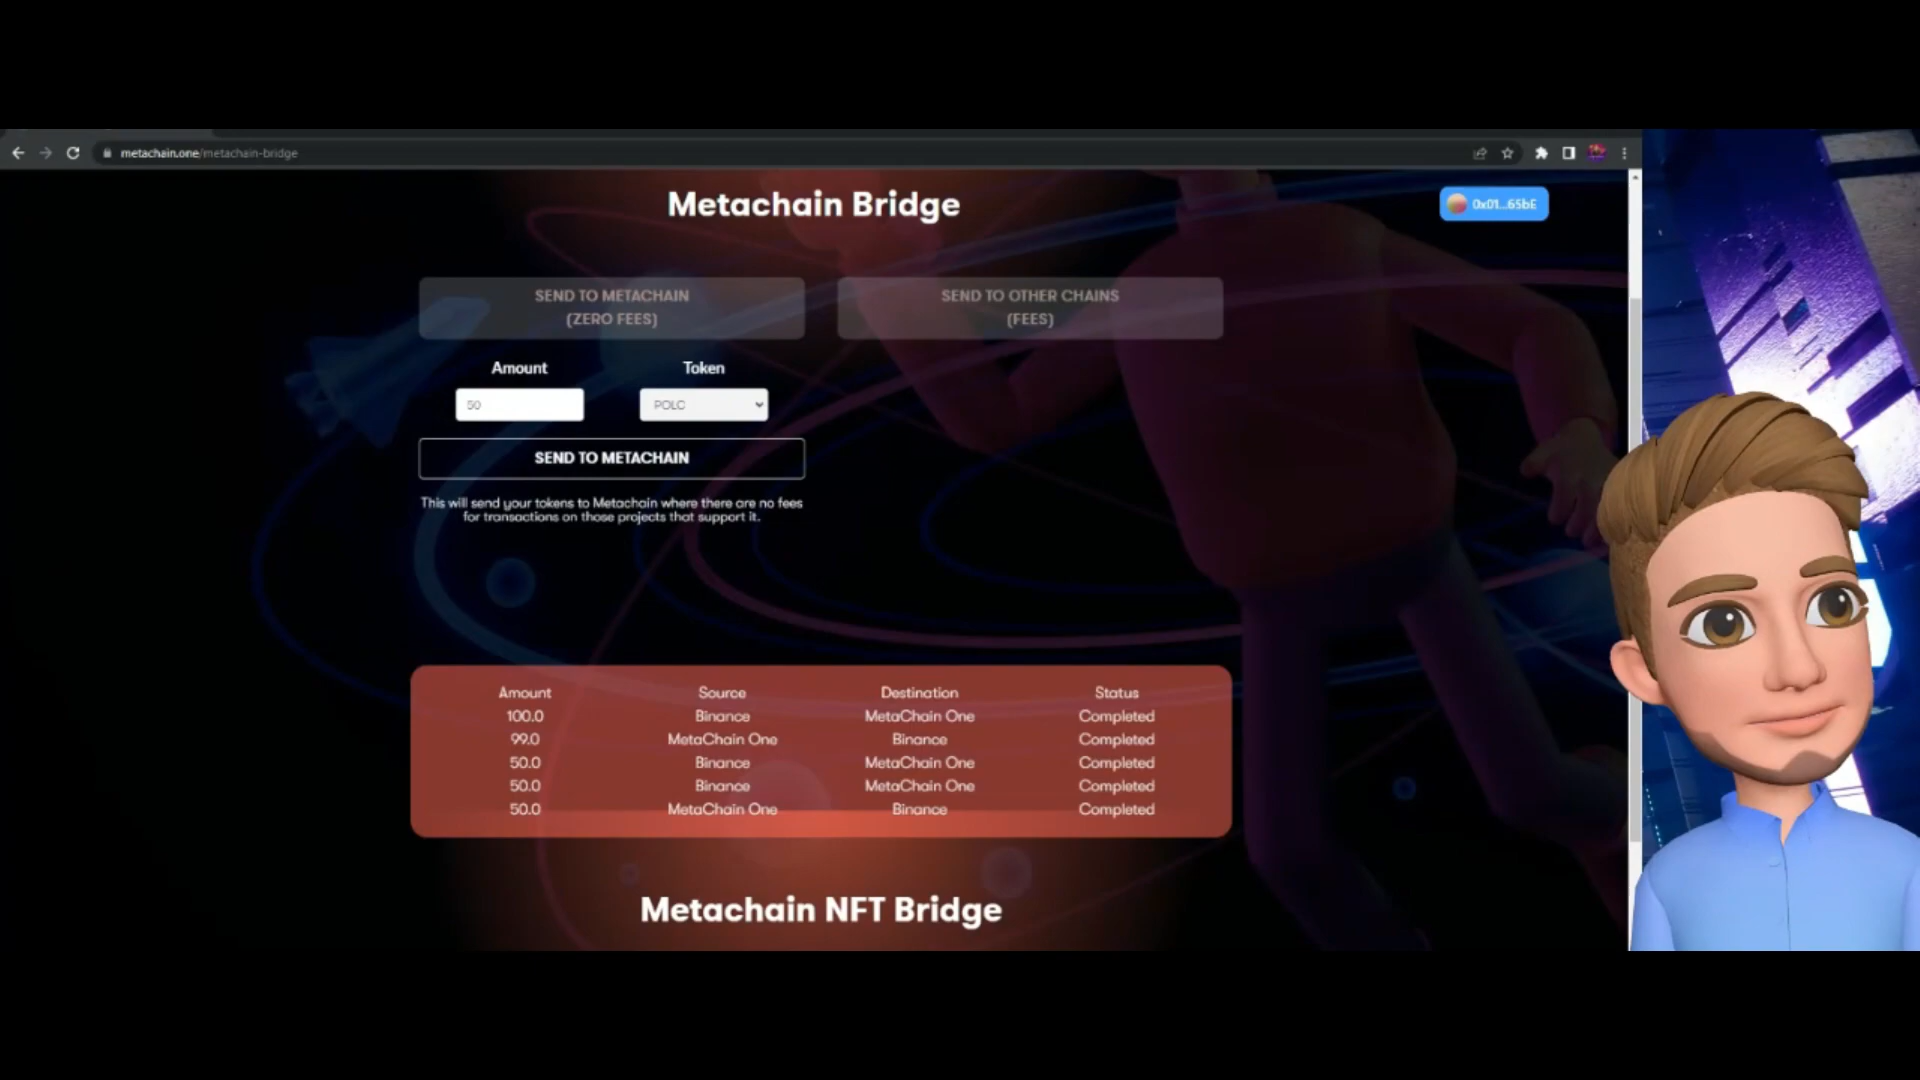 metachain.one/metachain-bridge
Metachain Bridge
0x01...65bE
SEND TO METACHAIN
(ZERO FEES)
SEND TO OTHER CHAINS
(FEES)
Amount Token
50 POLC
SEND TO METACHAIN
This will send your tokens to Metachain where there are no fees
for transactions on those projects that support it.
Amount Source Destination Status
100.0 Binance MetaChain One Completed
99.0 MetaChain One Binance Completed
50.0 Binance MetaChain One Completed
50.0 Binance MetaChain One Completed
50.0 MetaChain One Binance Completed
Metachain NFT Bridge